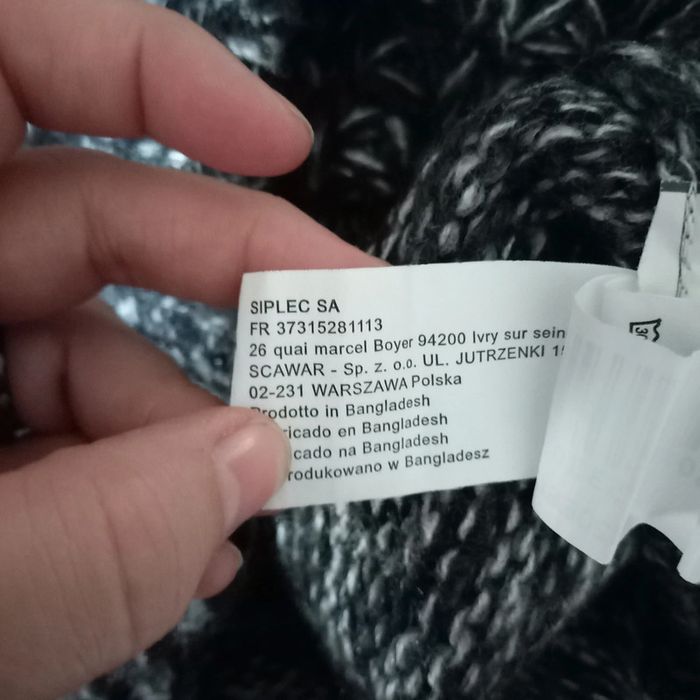 SIPLEC SA
FR 37315281113
26 quai marcel Boyer 94200 Ivry sur sein
SCAWAR - Sp. z. o.o. UL. JUTRZENKI
02-231 WARSZAWA Polska
Prodotto in Bangladesh
ricado en Bangladesh
cado na Bangladesh
rodukowano w Bangladesz